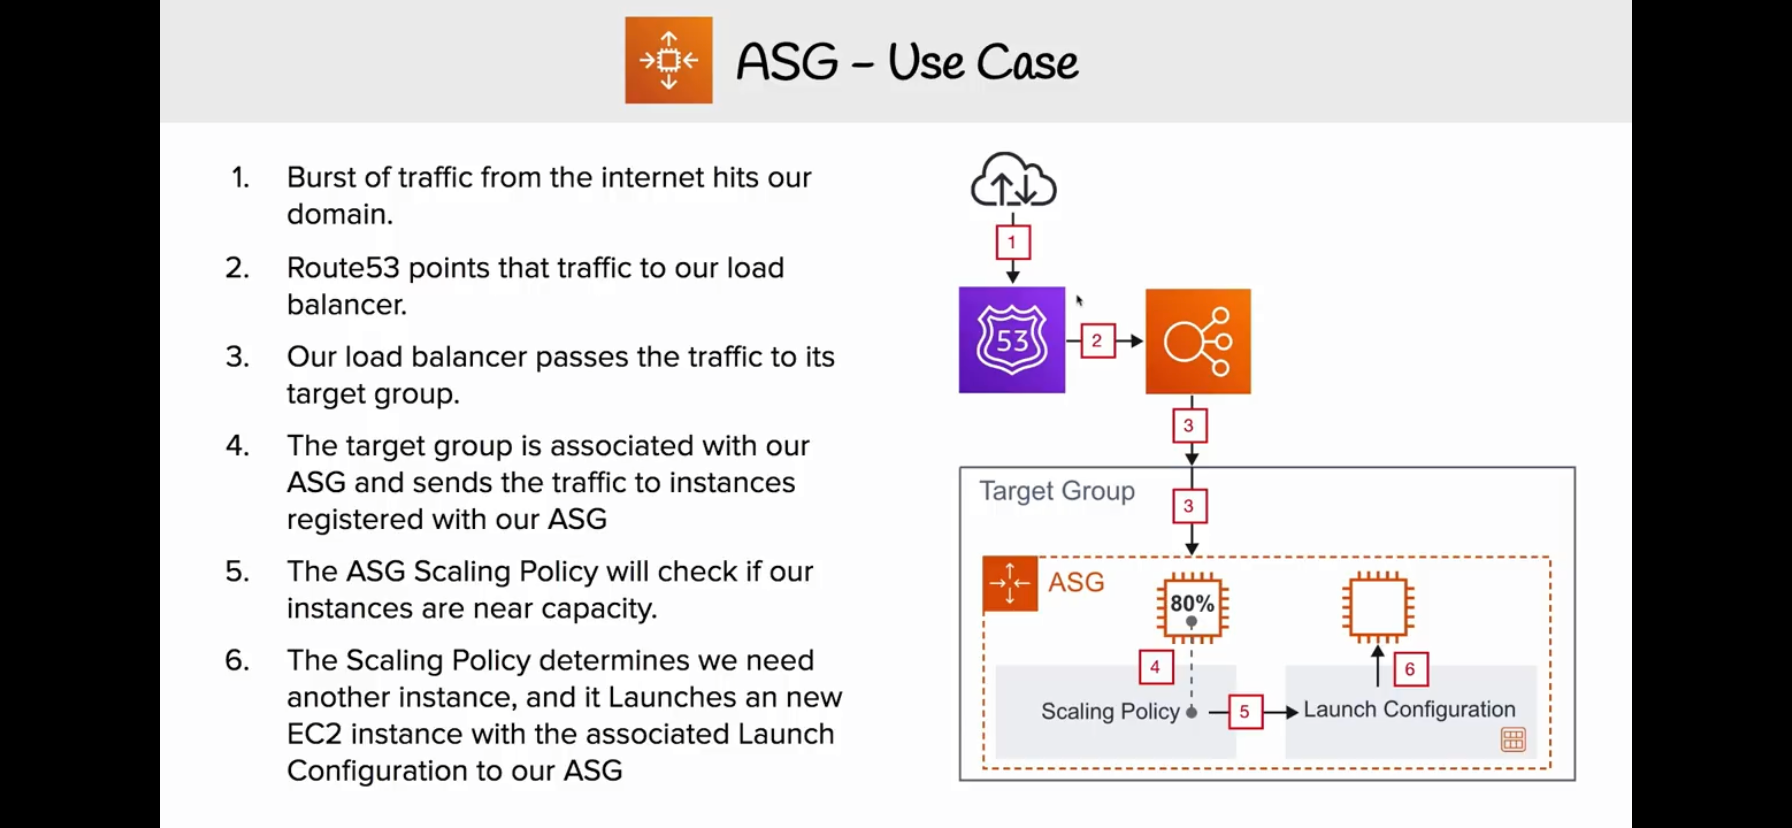 ASG - Use Case
1. Burst of traffic from the internet hits our
domain.
2. Route53 points that traffic to our load
balancer.
3. Our load balancer passes the traffic to its
target group.
4. The target group is associated with our
ASG and sends the traffic to instances
registered with our ASG
5. The ASG Scaling Policy will check if our
instances are near capacity.
6. The Scaling Policy determines we need
another instance, and it Launches an new
EC2 instance with the associated Launch
Configuration to our ASG
1
53
2
3
Target Group
3
ASG
80%
4
6
Scaling Policy
5
Launch Configuration